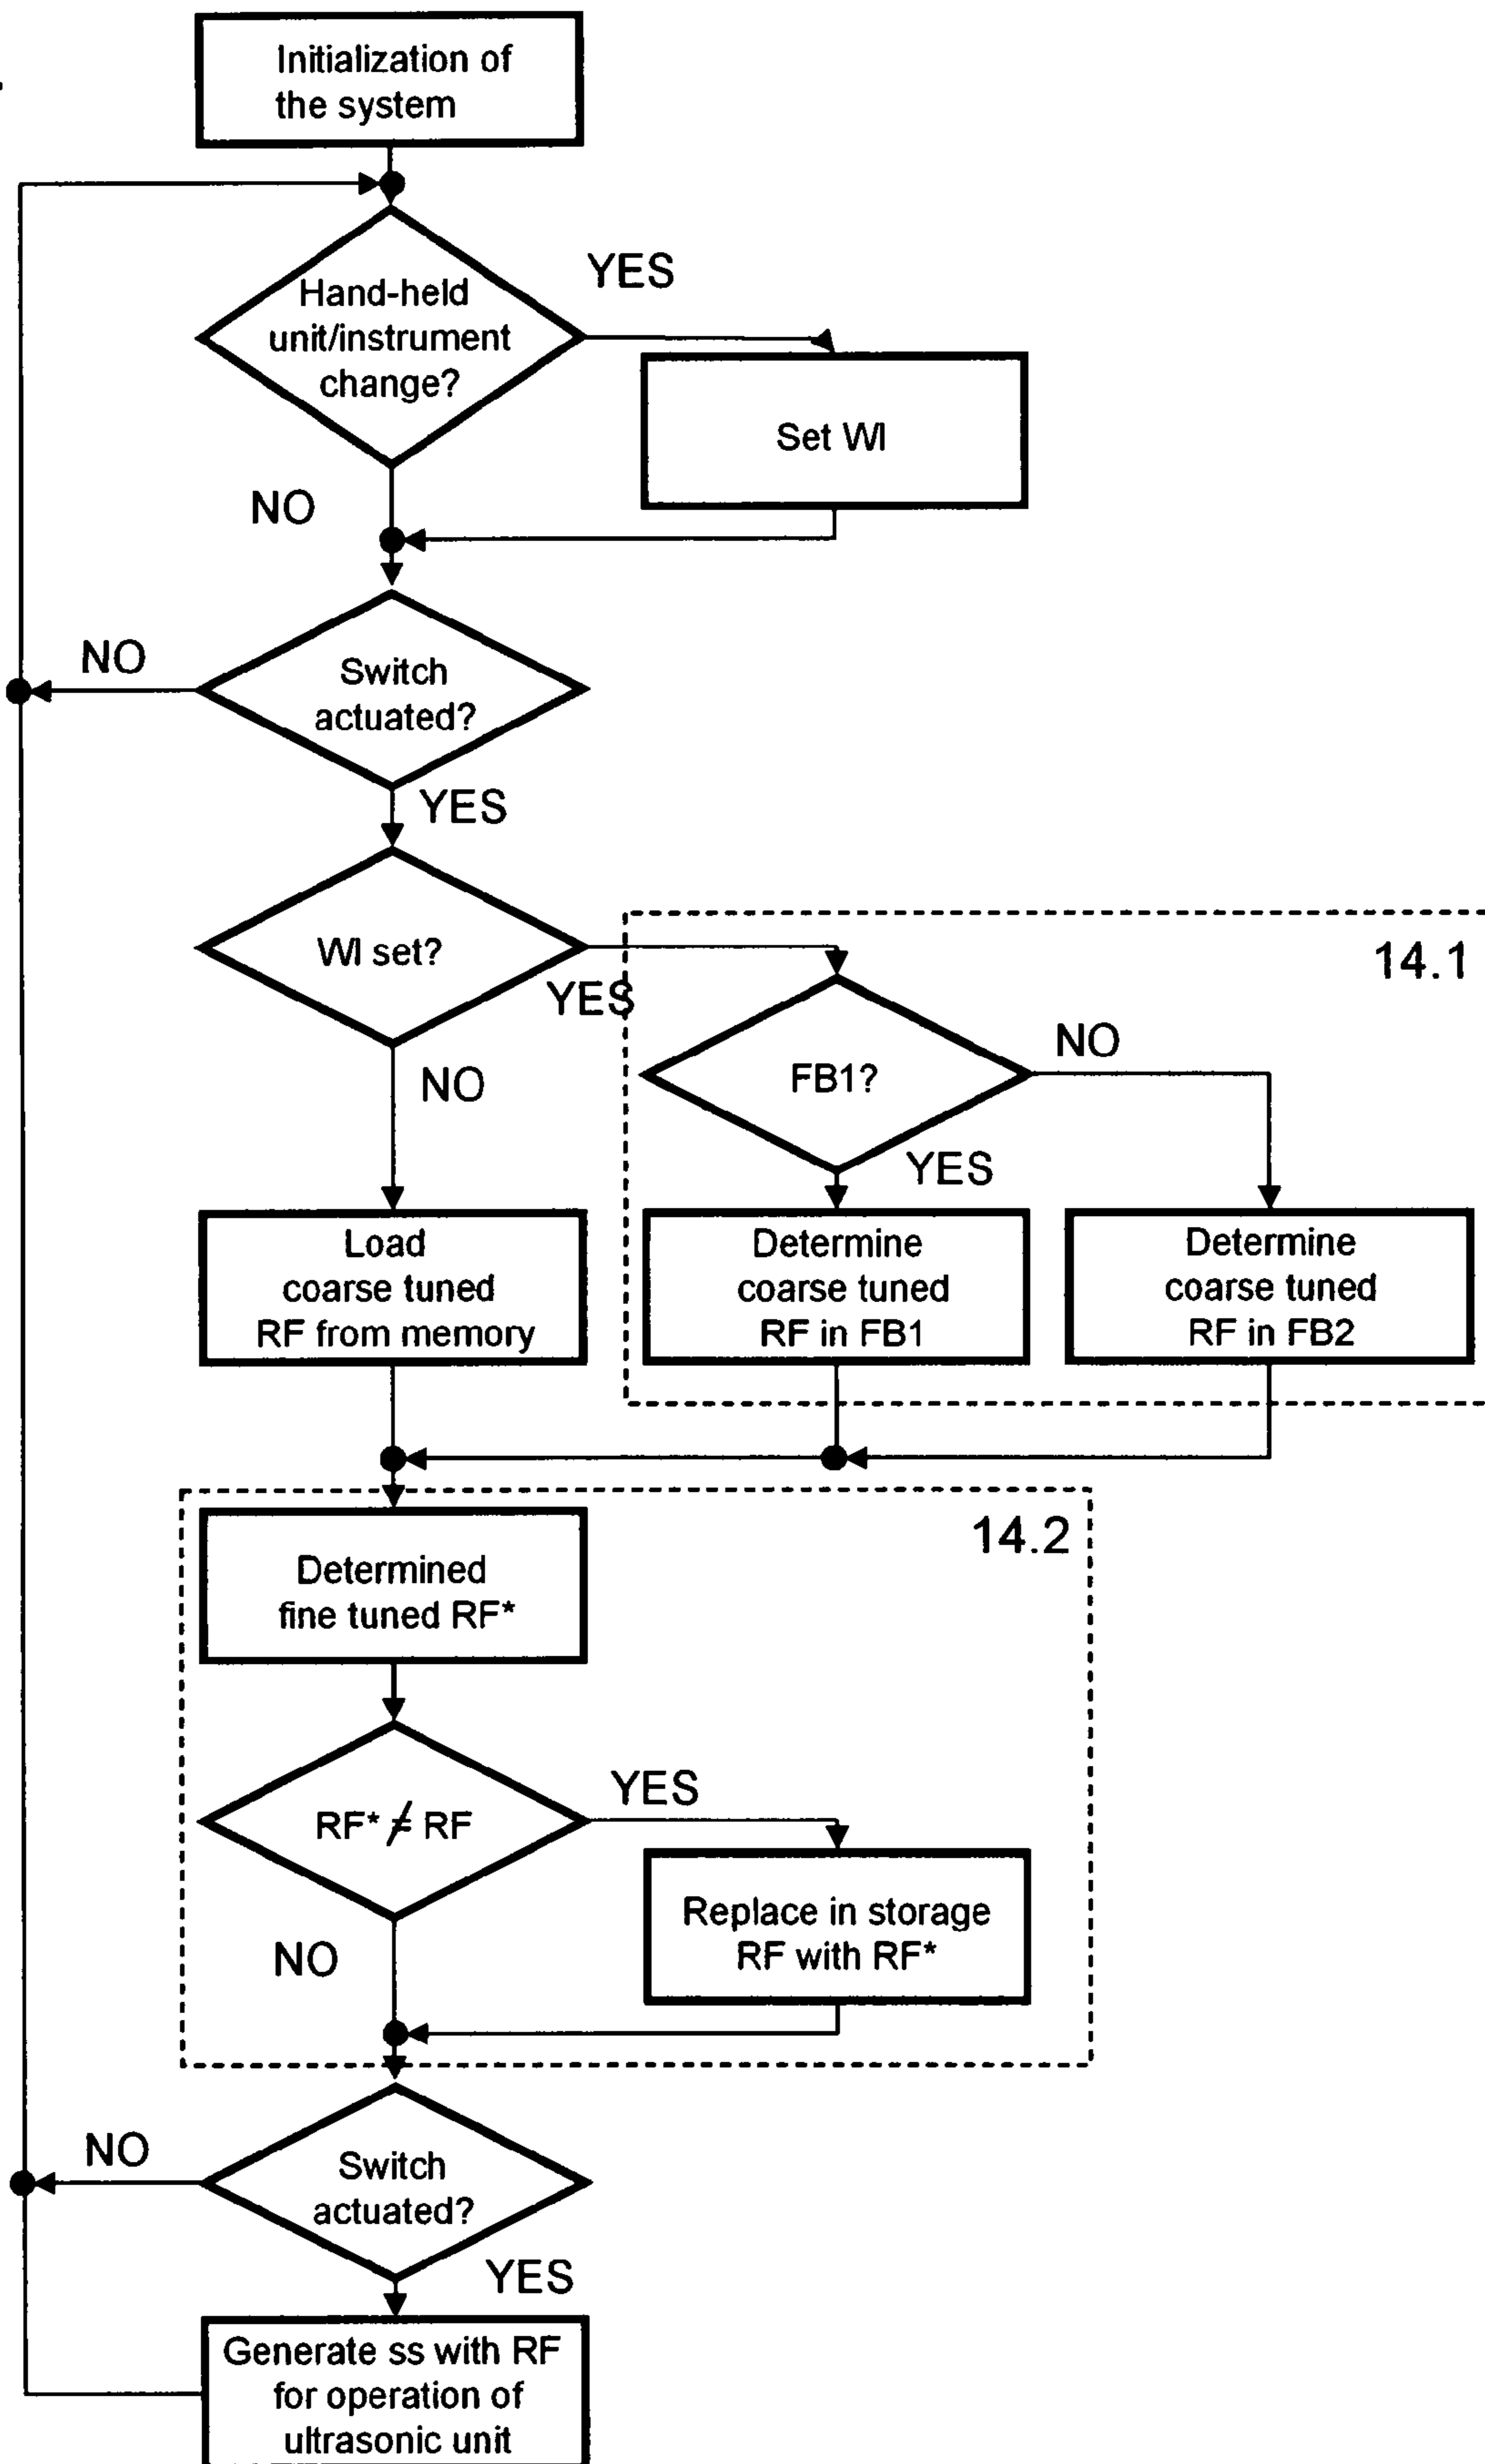 Initialization of
the system
YES
Hand-held
unit/instrument
change?
Set WI
NO
NO
Switch
actuated?
YES
WI set?
14.1
YES
NO
FB1?
NO
YES
Load
coarse tuned
RF from memory
Determine
coarse tuned
RF in FB1
Determine
coarse tuned
RF in FB2
14.2
Determined
fine tuned RF*
YES
RF* ≠ RF
Replace in storage
RF with RF*
NO
NO
Switch
actuated?
YES
Generate ss with RF
for operation of
ultrasonic unit